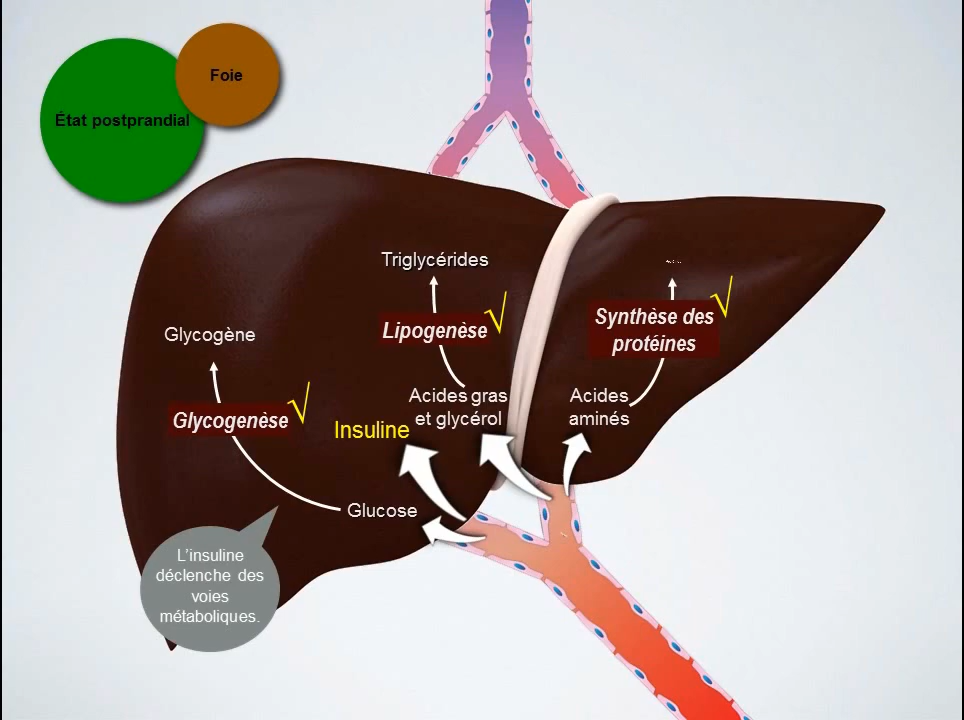 Foie
État postprandial
Triglycérides
Lipogenèse
Synthèse des
protéines
Glycogène
Acides gras
et glycérol
Acides
aminés
Glycogenèse
Insuline
Glucose
L’insuline
déclenche des
voies
métaboliques.